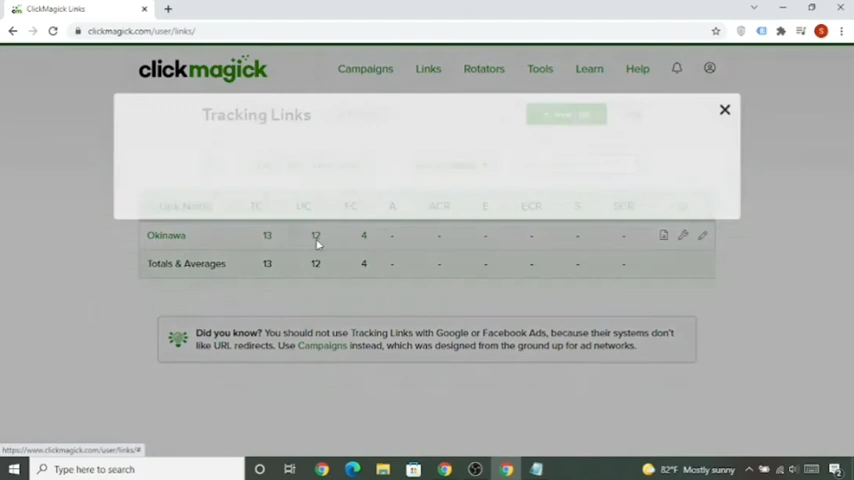 ClickMagick Links
clickmagick.com/user/links/
clickmagick
Campaigns Links Rotators Tools Learn Help
Tracking Links
Link Name TC UC FC A ACR E ECR S SCR
Okinawa 13 12 4 - - - - - -
Totals & Averages 13 12 4 - - - - - -
Did you know? You should not use Tracking Links with Google or Facebook Ads, because their systems don't
like URL redirects. Use Campaigns instead, which was designed from the ground up for ad networks.
https://www.clickmagick.com/user/links/#
Type here to search
82°F Mostly sunny